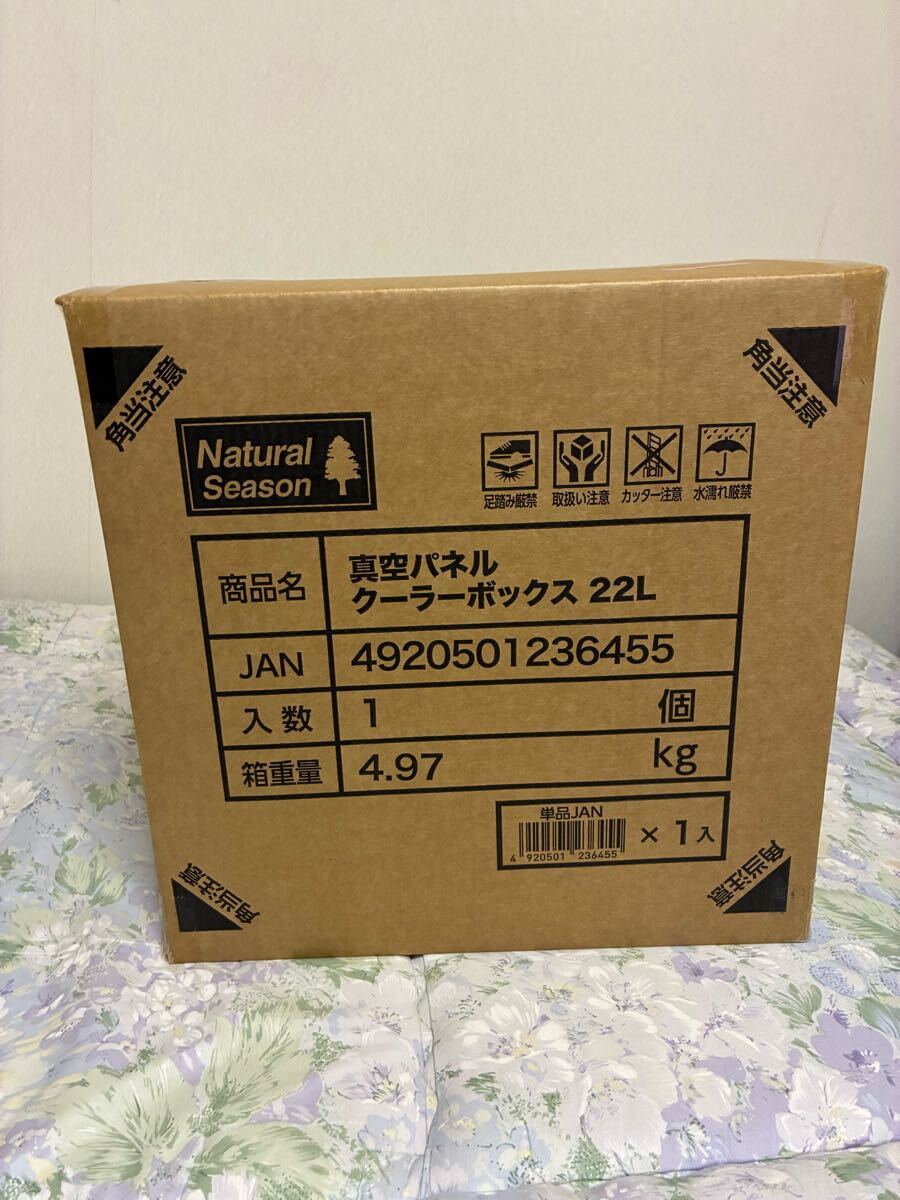 角当注意
角当注意
Natural
Season
足踏み厳禁
取扱い注意
カッター注意
水濡れ厳禁
商品名
真空パネル
クーラーボックス 22L
JAN
4920501236455
入数
1
個
箱重量
4.97
kg
単品JAN
4 920501 236455
×1入
角当注意
角当注意